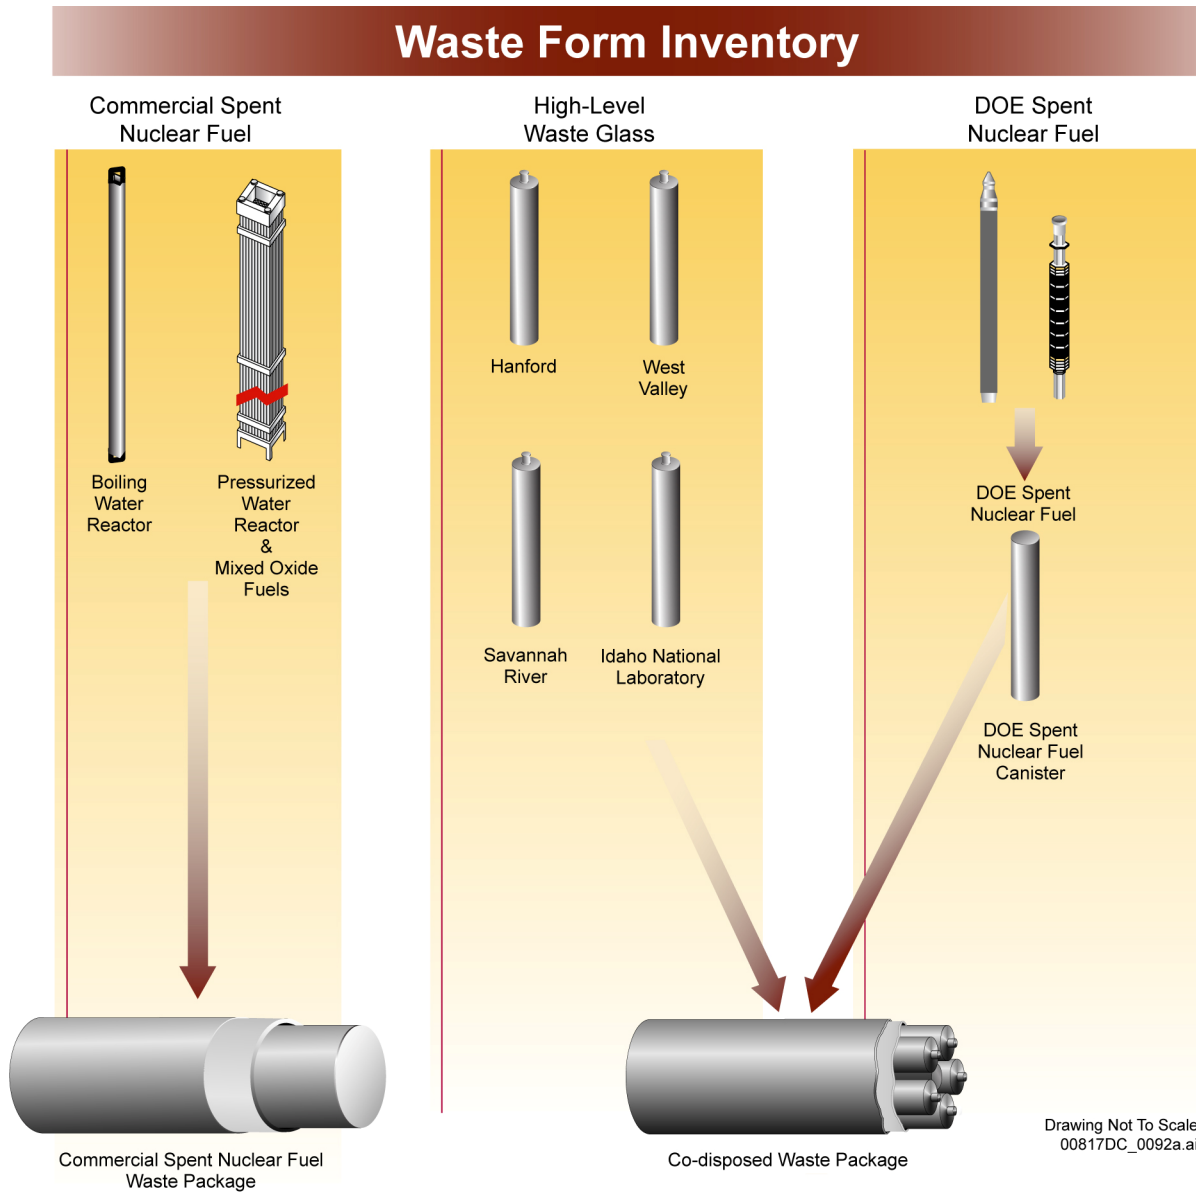 Waste Form Inventory
Commercial Spent
Nuclear Fuel
High-Level
Waste Glass
DOE Spent
Nuclear Fuel
Boiling
Water
Reactor
Pressurized
Water
Reactor
&
Mixed Oxide
Fuels
Hanford
West
Valley
Savannah
River
Idaho National
Laboratory
DOE Spent
Nuclear Fuel
DOE Spent
Nuclear Fuel
Canister
Commercial Spent Nuclear Fuel
Waste Package
Co-disposed Waste Package
Drawing Not To Scale
00817DC_0092a.ai